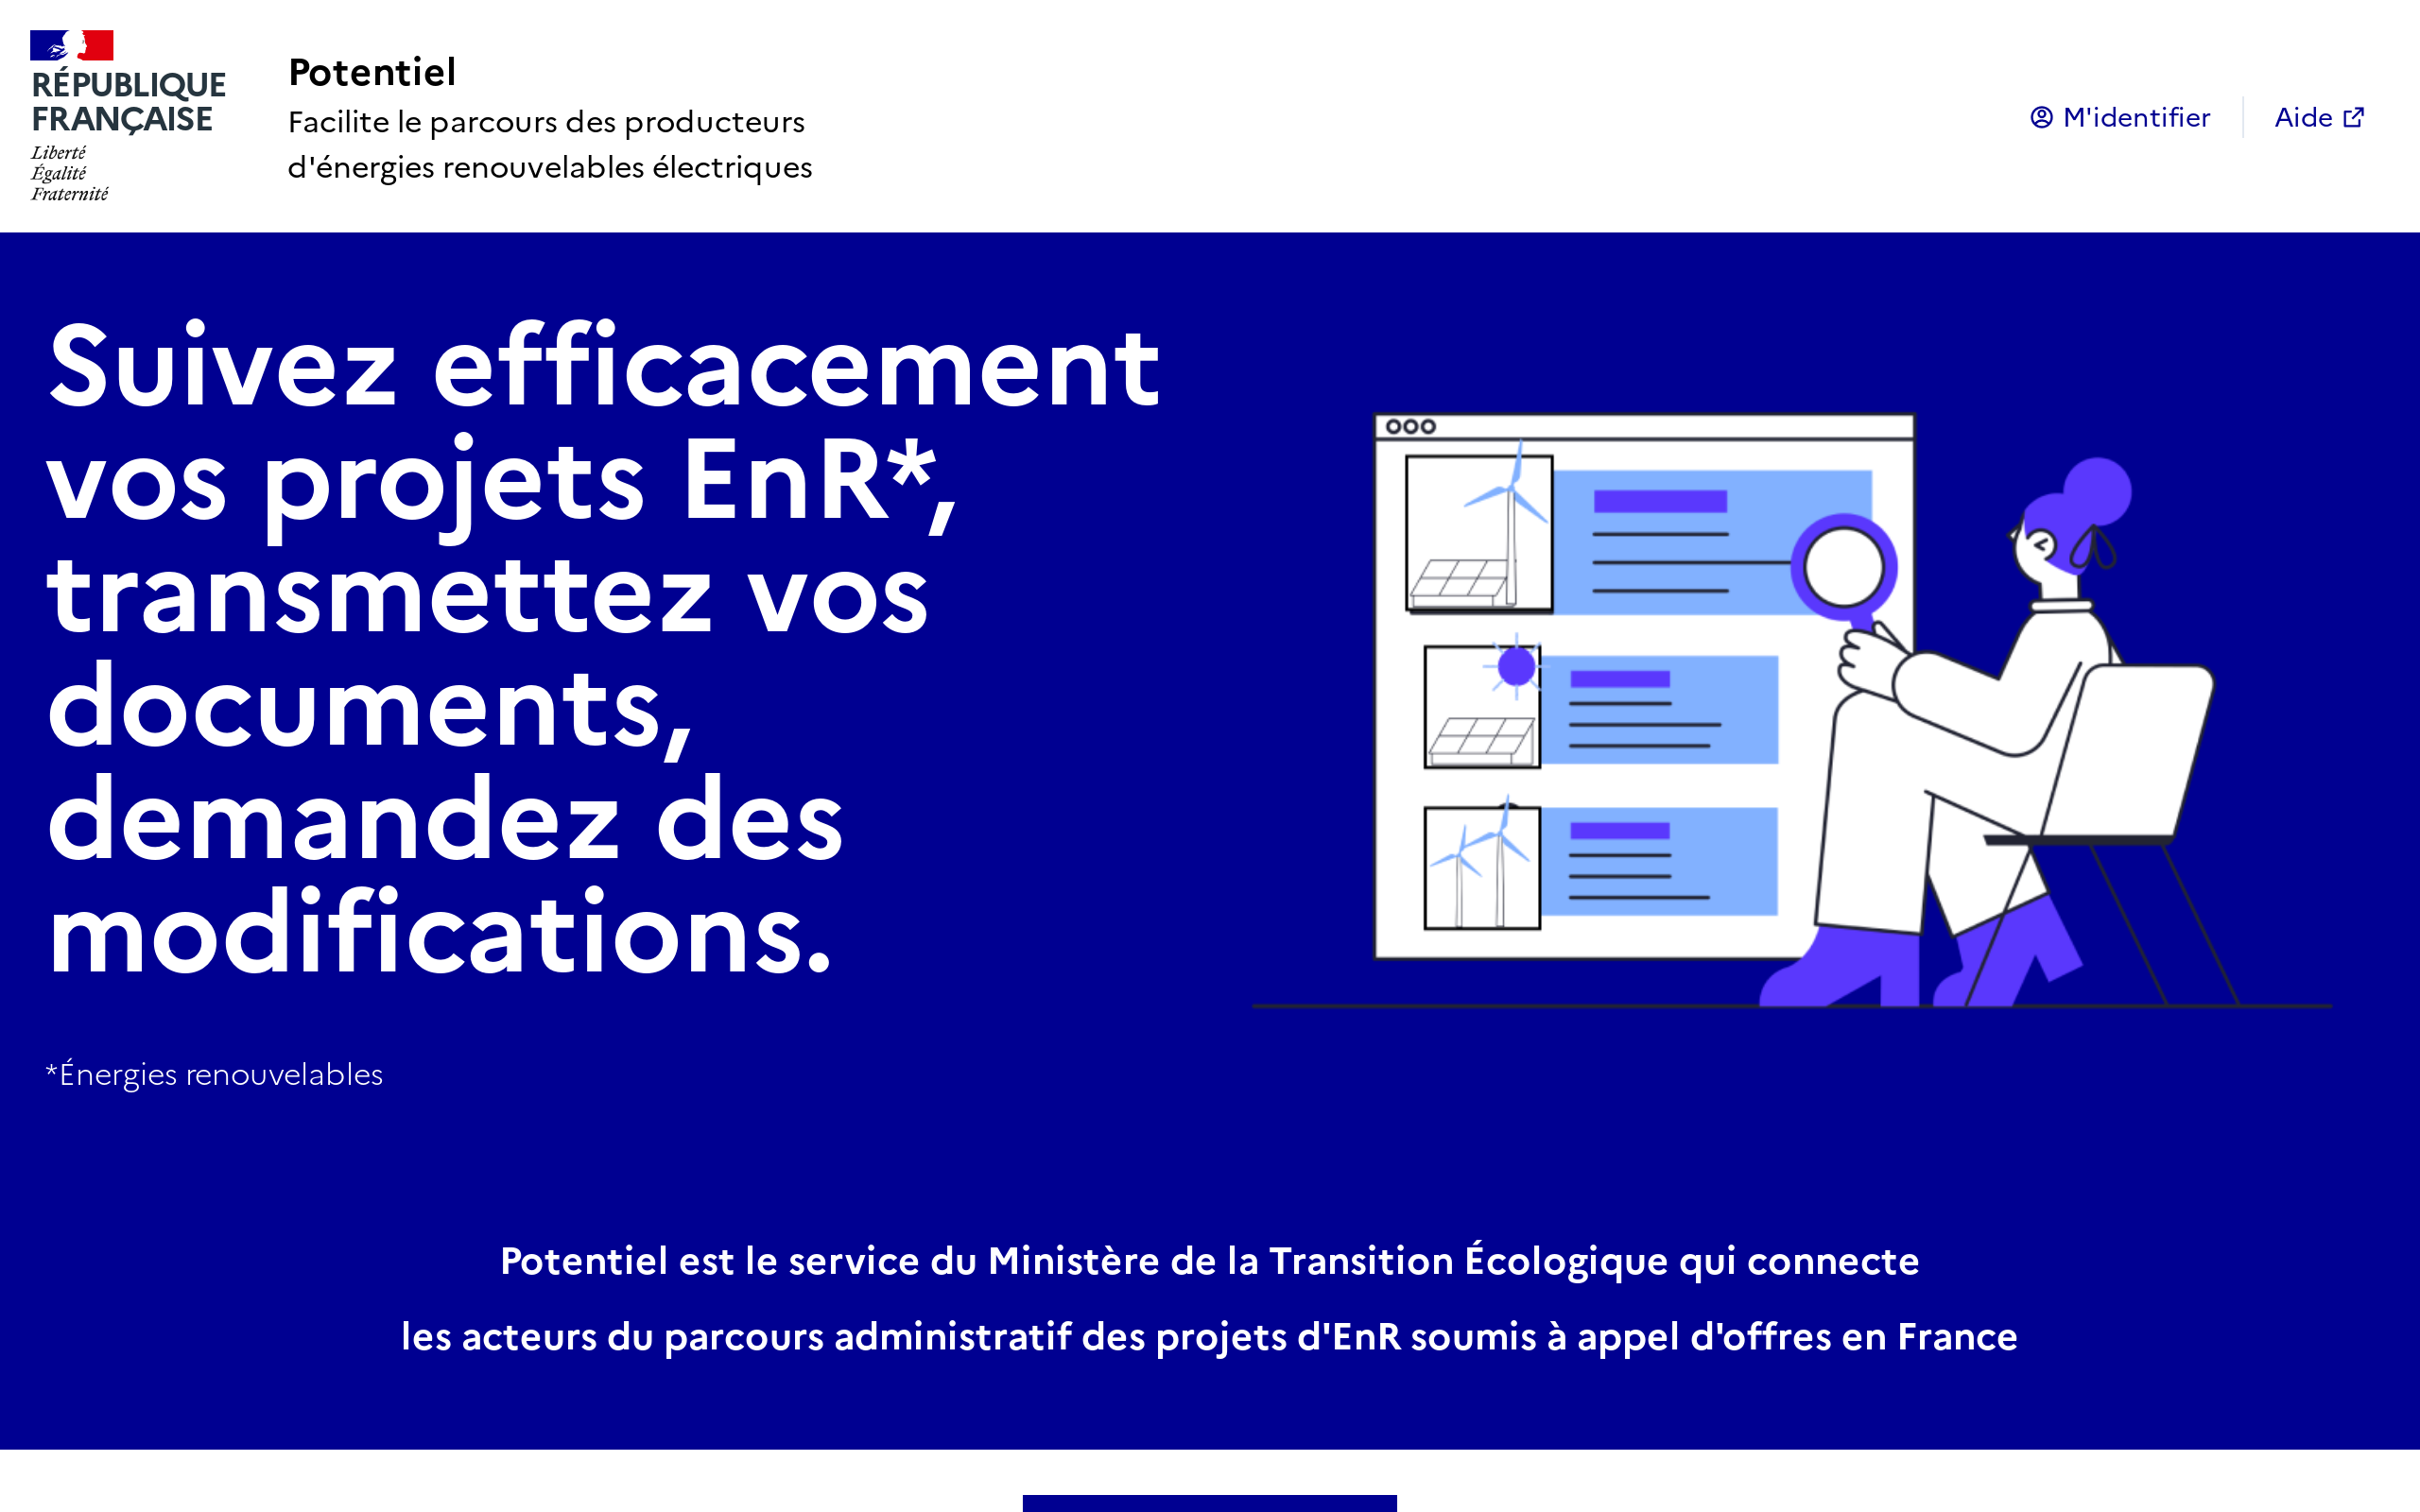 RÉPUBLIQUE
FRANÇAISE
Liberté
Égalité
Fraternité
Potentiel
Facilite le parcours des producteurs
d'énergies renouvelables électriques
M'identifier
Aide
Suivez efficacement
vos projets EnR*,
transmettez vos
documents,
demandez des
modifications.
*Énergies renouvelables
Potentiel est le service du Ministère de la Transition Écologique qui connecte
les acteurs du parcours administratif des projets d'EnR soumis à appel d'offres en France